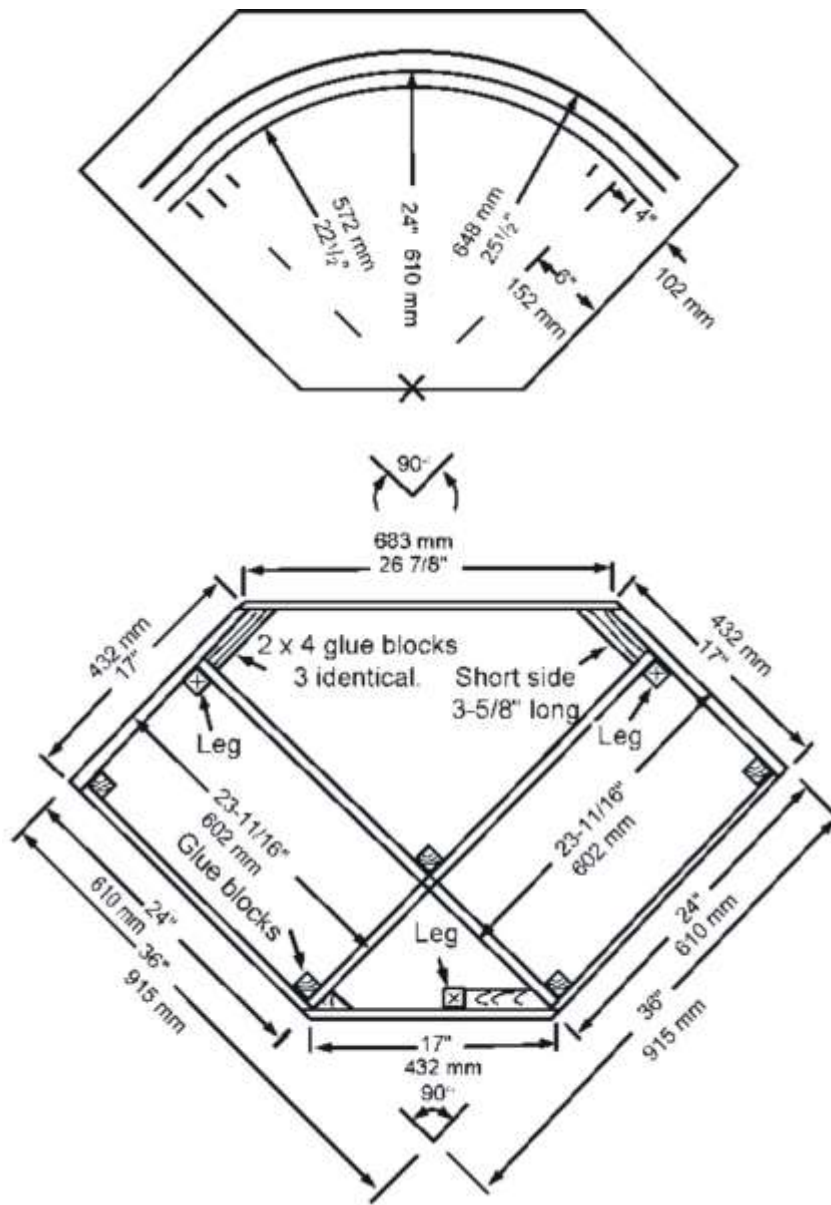 572 mm
22½"
24" 610 mm
648 mm
25½"
4"
6"
152 mm
102 mm
90°
683 mm
26 7/8"
432 mm
17"
432 mm
17"
2 x 4 glue blocks
3 identical.
Short side
3-5/8" long
Leg
Leg
23-11/16"
602 mm
23-11/16"
602 mm
Glue blocks
Leg
24"
610 mm
36"
915 mm
24"
610 mm
36"
915 mm
17"
432 mm
90°